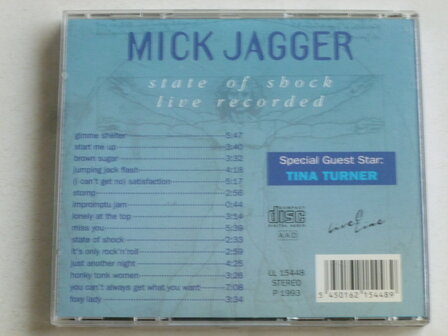 MICK JAGGER
state of shock
live recorded
gimme shelter 5:47
start me up 3:40
brown sugar 3:32
jumping jack flash 4:18
(i can't get no) satisfaction 5:17
stomp 2:56
impromptu jam 0:44
lonely at the top 3:14
miss you 5:39
state of shock 2:33
it's only rock'n'roll 2:59
just another night 4:25
honky tonk women 3:26
you can't always get what you want 7:08
foxy lady 3:34
Special Guest Star:
TINA TURNER
COMPACT
disc
DIGITAL AUDIO
AAD
live line
LL 15448
STEREO
P 1993
5 450162 154489